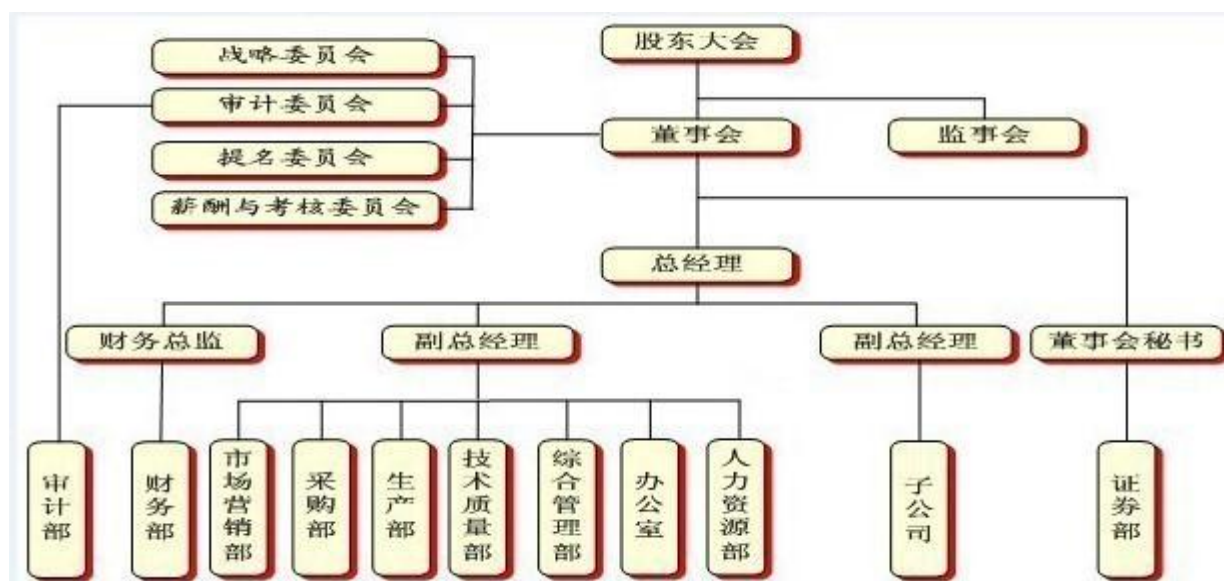 战略委员会
股东大会
审计委员会
董事会
监事会
提名委员会
薪酬与考核委员会
总经理
财务总监
副总经理
副总经理
董事会秘书
审计部
财务部
市场营销部
采购部
生产部
技术质量部
综合管理部
办公室
人力资源部
子公司
证券部